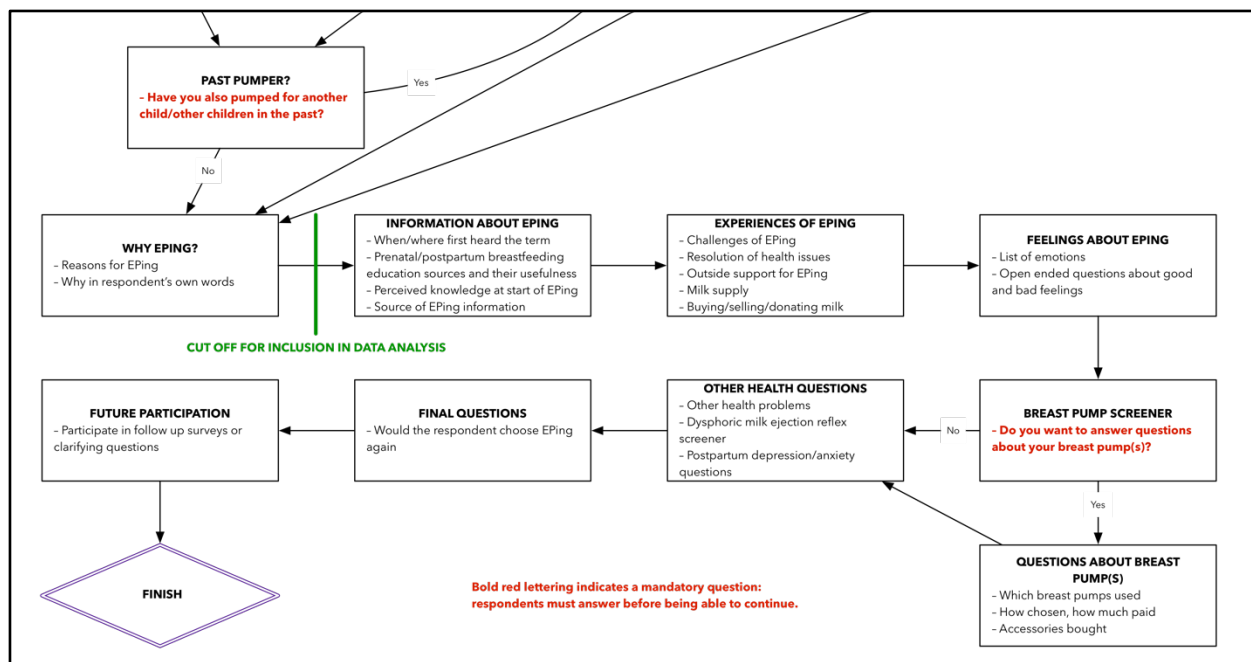 PAST PUMPER?
– Have you also pumped for another
child/other children in the past?
Yes
No
WHY EPING?
– Reasons for EPing
– Why in respondent's own words
INFORMATION ABOUT EPING
– When/where first heard the term
– Prenatal/postpartum breastfeeding
education sources and their usefulness
– Perceived knowledge at start of EPing
– Source of EPing information
EXPERIENCES OF EPING
– Challenges of EPing
– Resolution of health issues
– Outside support for EPing
– Milk supply
– Buying/selling/donating milk
FEELINGS ABOUT EPING
– List of emotions
– Open ended questions about good
and bad feelings
CUT OFF FOR INCLUSION IN DATA ANALYSIS
BREAST PUMP SCREENER
– Do you want to answer questions
about your breast pump(s)?
No
Yes
OTHER HEALTH QUESTIONS
– Other health problems
– Dysphoric milk ejection reflex
screener
– Postpartum depression/anxiety
questions
FINAL QUESTIONS
– Would the respondent choose EPing
again
FUTURE PARTICIPATION
– Participate in follow up surveys or
clarifying questions
QUESTIONS ABOUT BREAST
PUMP(S)
– Which breast pumps used
– How chosen, how much paid
– Accessories bought
FINISH
Bold red lettering indicates a mandatory question:
respondents must answer before being able to continue.